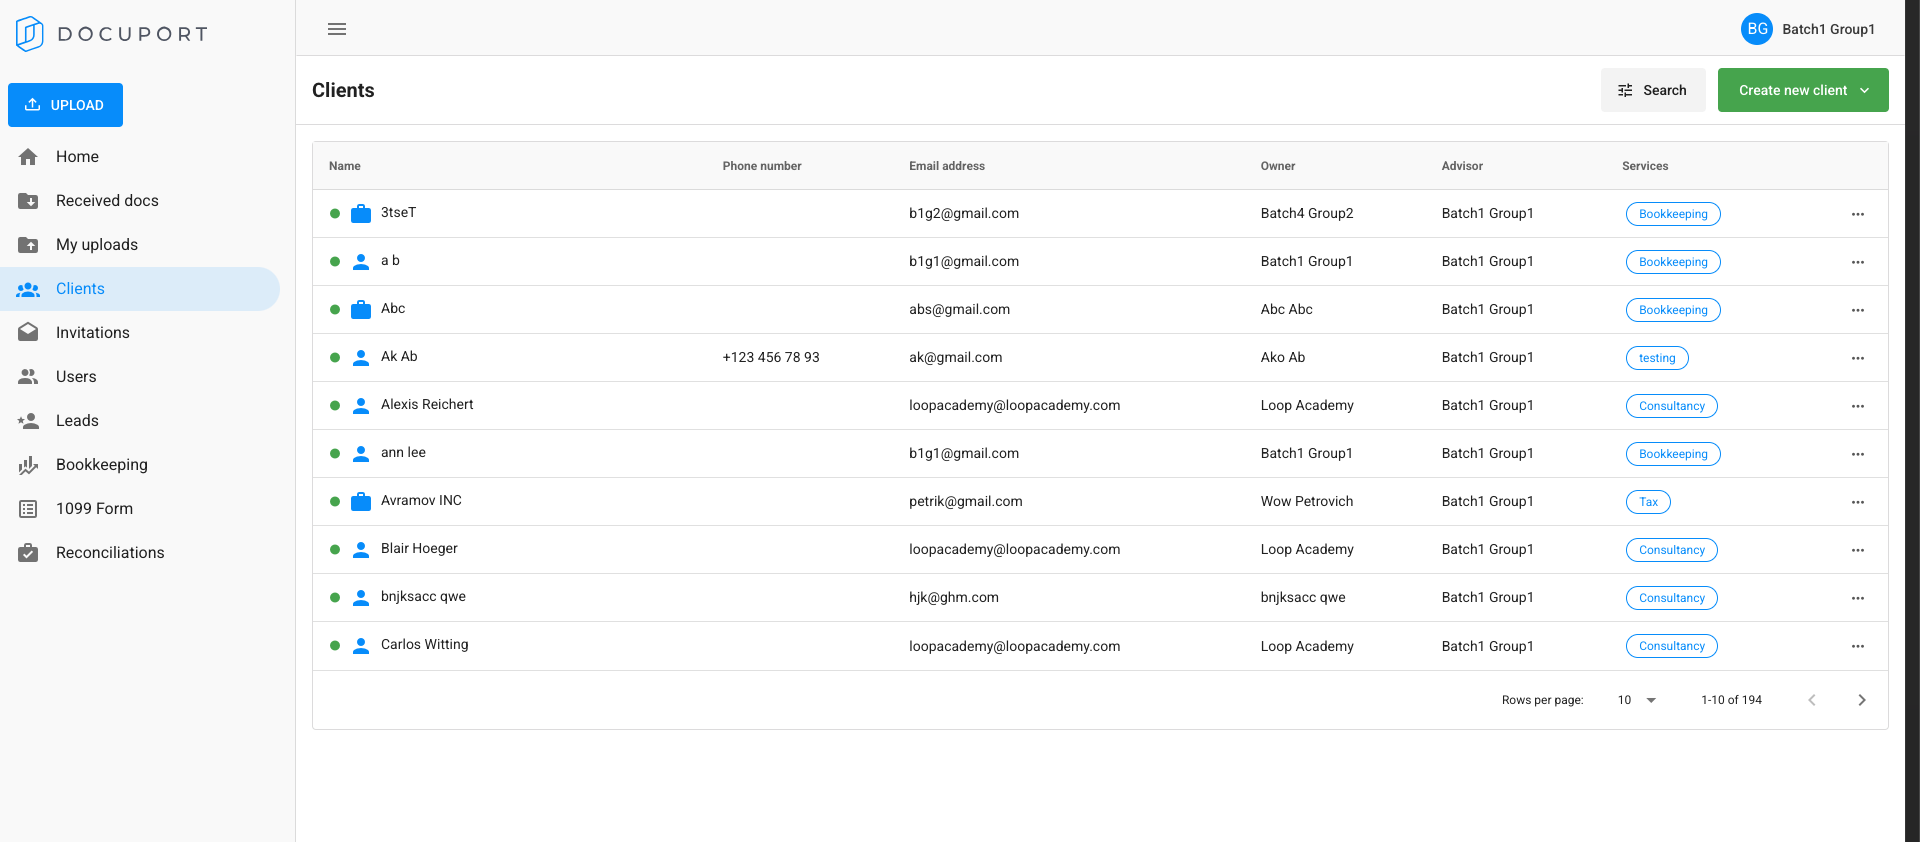 DOCUPORT
BG Batch1 Group1
UPLOAD
Home
Received docs
My uploads
Clients
Invitations
Users
Leads
Bookkeeping
1099 Form
Reconciliations
Clients
Search
Create new client
Name Phone number Email address Owner Advisor Services
3tseT b1g2@gmail.com Batch4 Group2 Batch1 Group1 Bookkeeping
a b b1g1@gmail.com Batch1 Group1 Batch1 Group1 Bookkeeping
Abc abs@gmail.com Abc Abc Batch1 Group1 Bookkeeping
Ak Ab +123 456 78 93 ak@gmail.com Ako Ab Batch1 Group1 testing
Alexis Reichert loopacademy@loopacademy.com Loop Academy Batch1 Group1 Consultancy
ann lee b1g1@gmail.com Batch1 Group1 Batch1 Group1 Bookkeeping
Avramov INC petrik@gmail.com Wow Petrovich Batch1 Group1 Tax
Blair Hoeger loopacademy@loopacademy.com Loop Academy Batch1 Group1 Consultancy
bnjksacc qwe hjk@ghm.com bnjksacc qwe Batch1 Group1 Consultancy
Carlos Witting loopacademy@loopacademy.com Loop Academy Batch1 Group1 Consultancy
Rows per page: 10 1-10 of 194